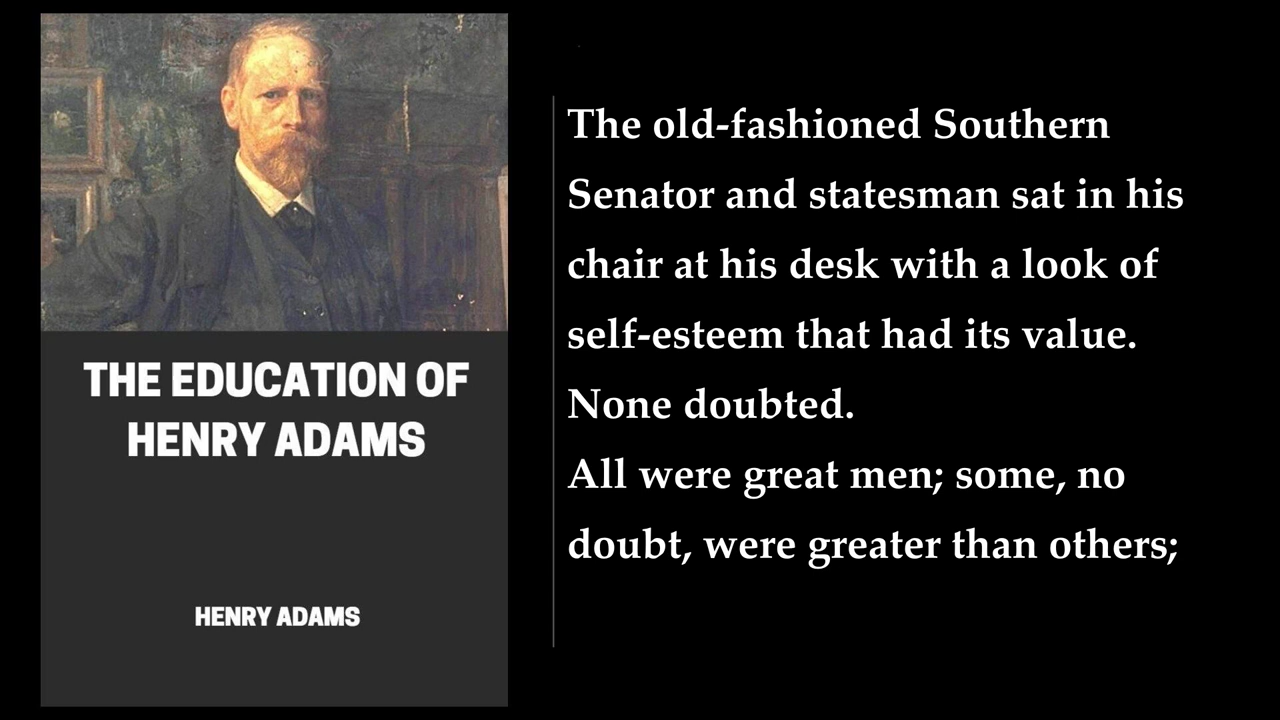 THE EDUCATION OF
HENRY ADAMS
HENRY ADAMS
The old-fashioned Southern
Senator and statesman sat in his
chair at his desk with a look of
self-esteem that had its value.
None doubted.
All were great men; some, no
doubt, were greater than others;